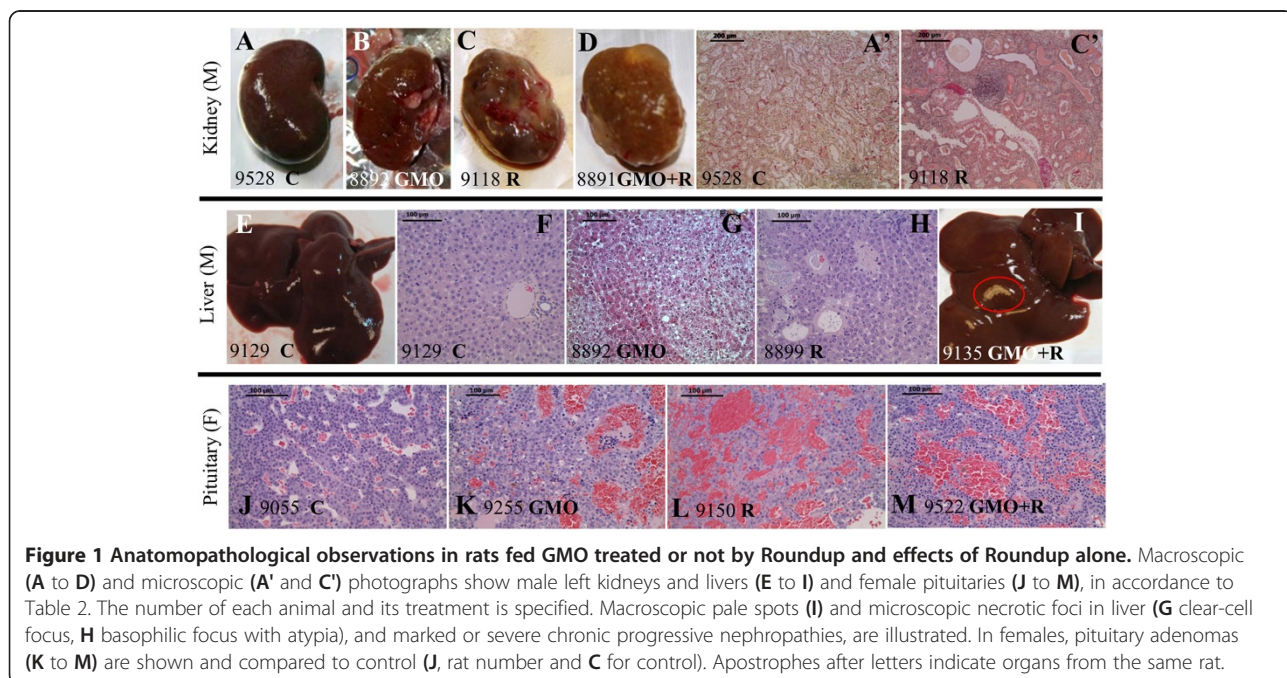 Kidney (M)
A
B
C
D
A'
C'
200 µm
200 µm
9528 C
8892 GMO
9118 R
8891 GMO+R
9528 C
9118 R
Liver (M)
E
F
G
H
I
100 µm
100 µm
100 µm
9129 C
9129 C
8892 GMO
8899 R
9135 GMO+R
Pituitary (F)
100 µm
100 µm
100 µm
100 µm
J 9055 C
K 9255 GMO
L 9150 R
M 9522 GMO+R
Figure 1 Anatomopathological observations in rats fed GMO treated or not by Roundup and effects of Roundup alone. Macroscopic
(A to D) and microscopic (A' and C') photographs show male left kidneys and livers (E to I) and female pituitaries (J to M), in accordance to
Table 2. The number of each animal and its treatment is specified. Macroscopic pale spots (I) and microscopic necrotic foci in liver (G clear-cell
focus, H basophilic focus with atypia), and marked or severe chronic progressive nephropathies, are illustrated. In females, pituitary adenomas
(K to M) are shown and compared to control (J, rat number and C for control). Apostrophes after letters indicate organs from the same rat.